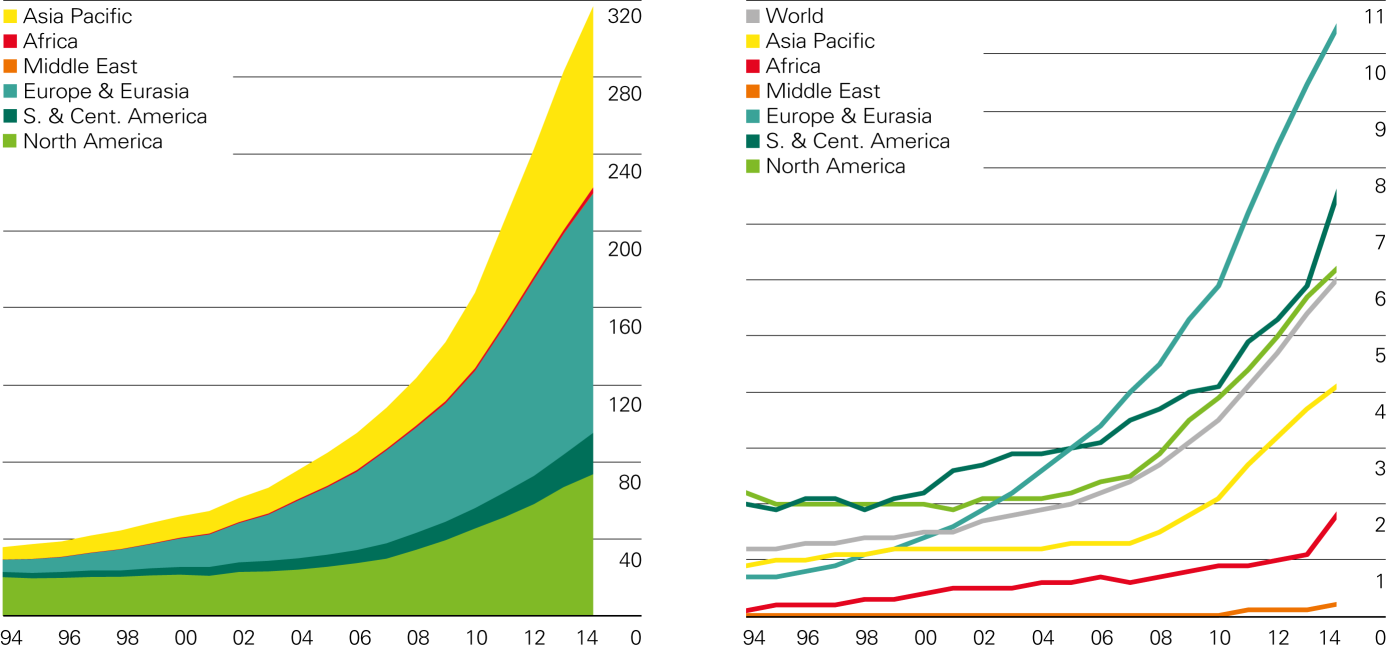 Asia Pacific
Africa
Middle East
Europe & Eurasia
S. & Cent. America
North America
320
280
240
200
160
120
80
40
0
94 96 98 00 02 04 06 08 10 12 14
World
Asia Pacific
Africa
Middle East
Europe & Eurasia
S. & Cent. America
North America
11
10
9
8
7
6
5
4
3
2
1
0
94 96 98 00 02 04 06 08 10 12 14